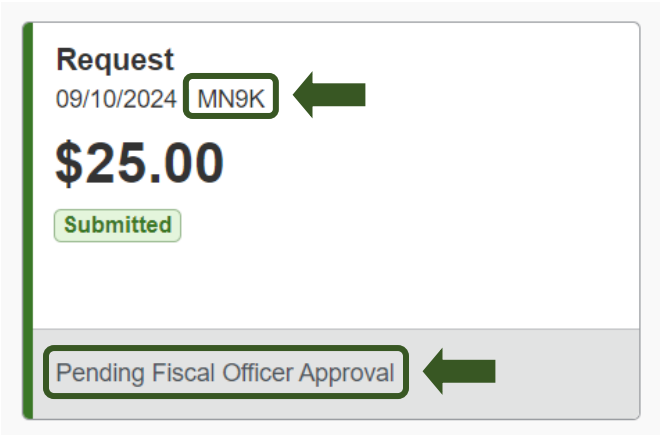 Request
09/10/2024 MN9K
$25.00
Submitted
Pending Fiscal Officer Approval